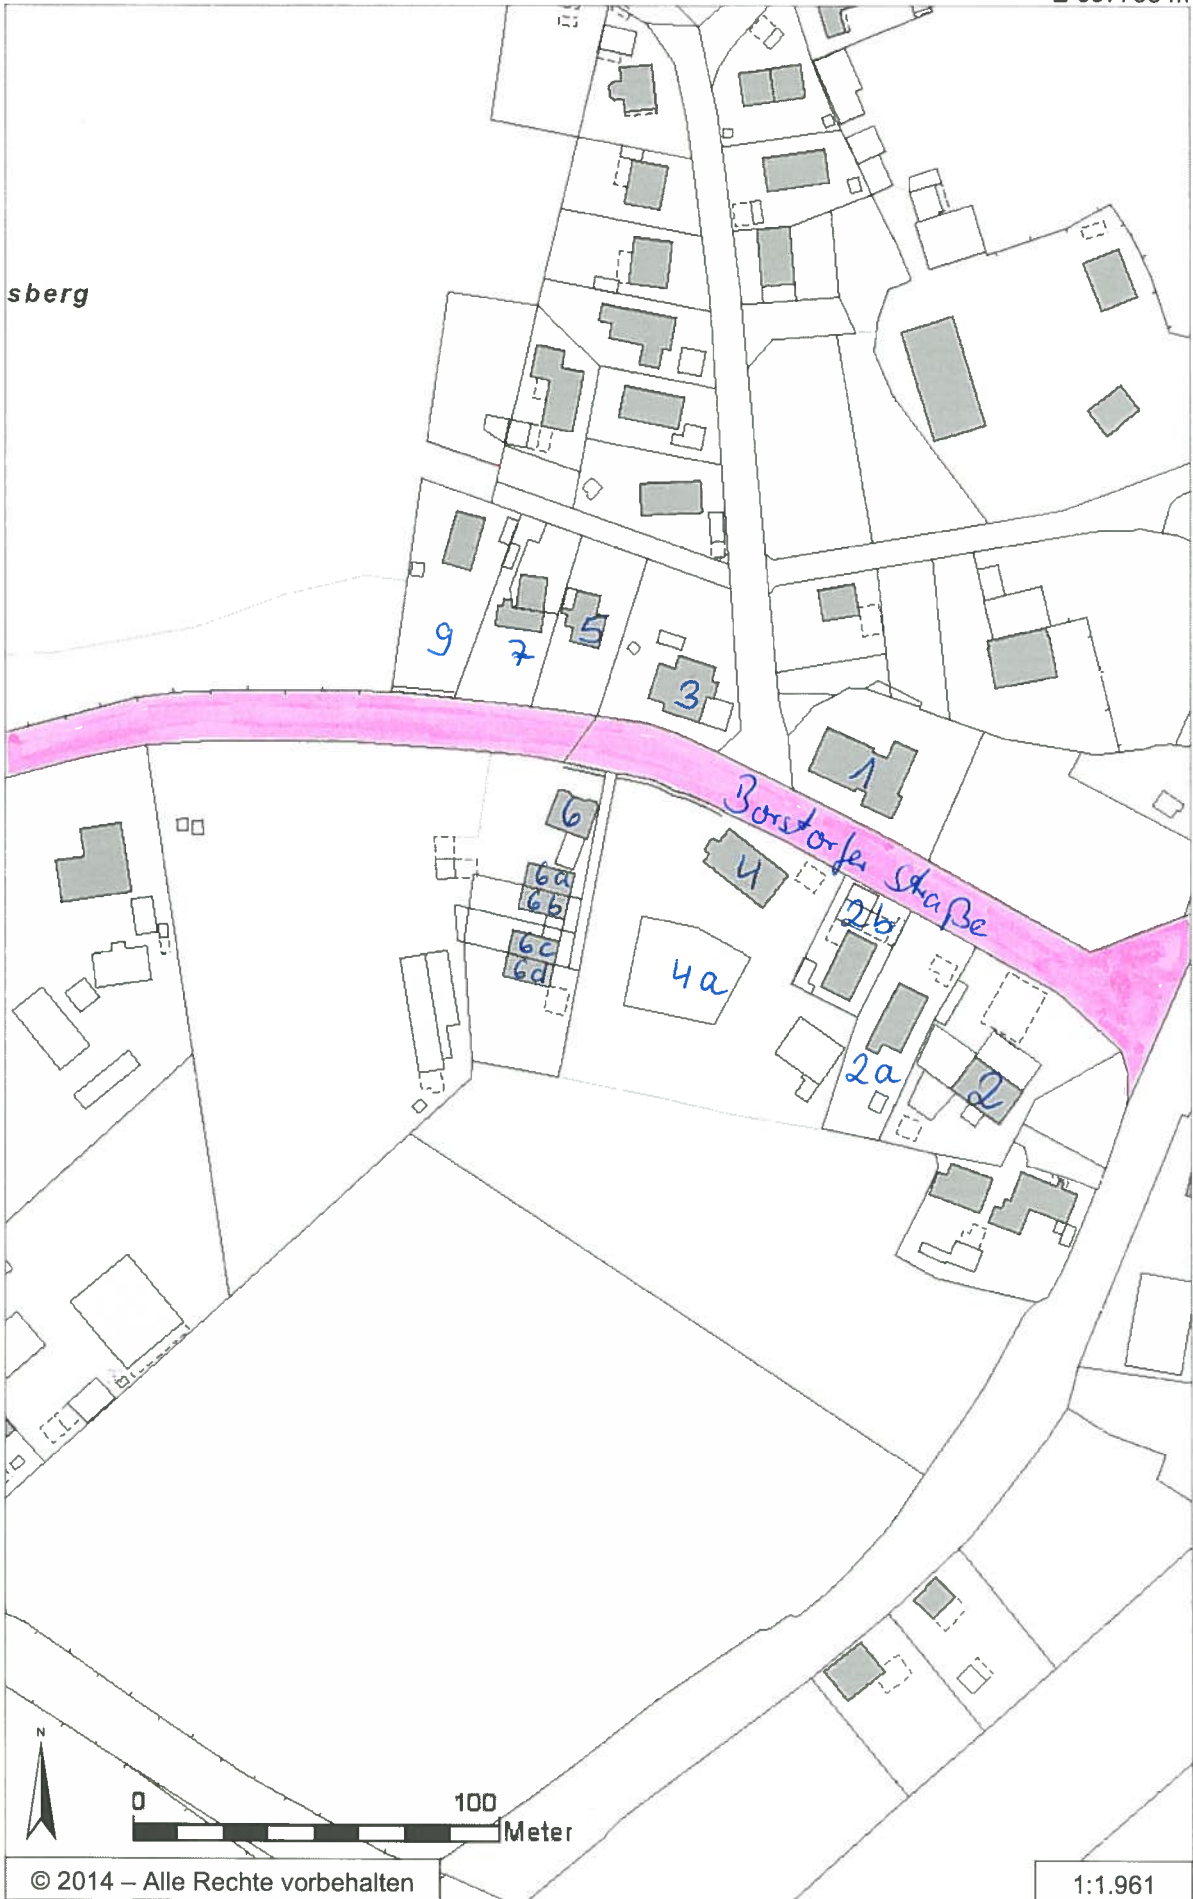 sberg
9
7
5
3
1
Borstorfer Straße
6
6a
6b
6c
6d
4
4a
2b
2a
2
N
0 100
Meter
© 2014 – Alle Rechte vorbehalten
1:1.961